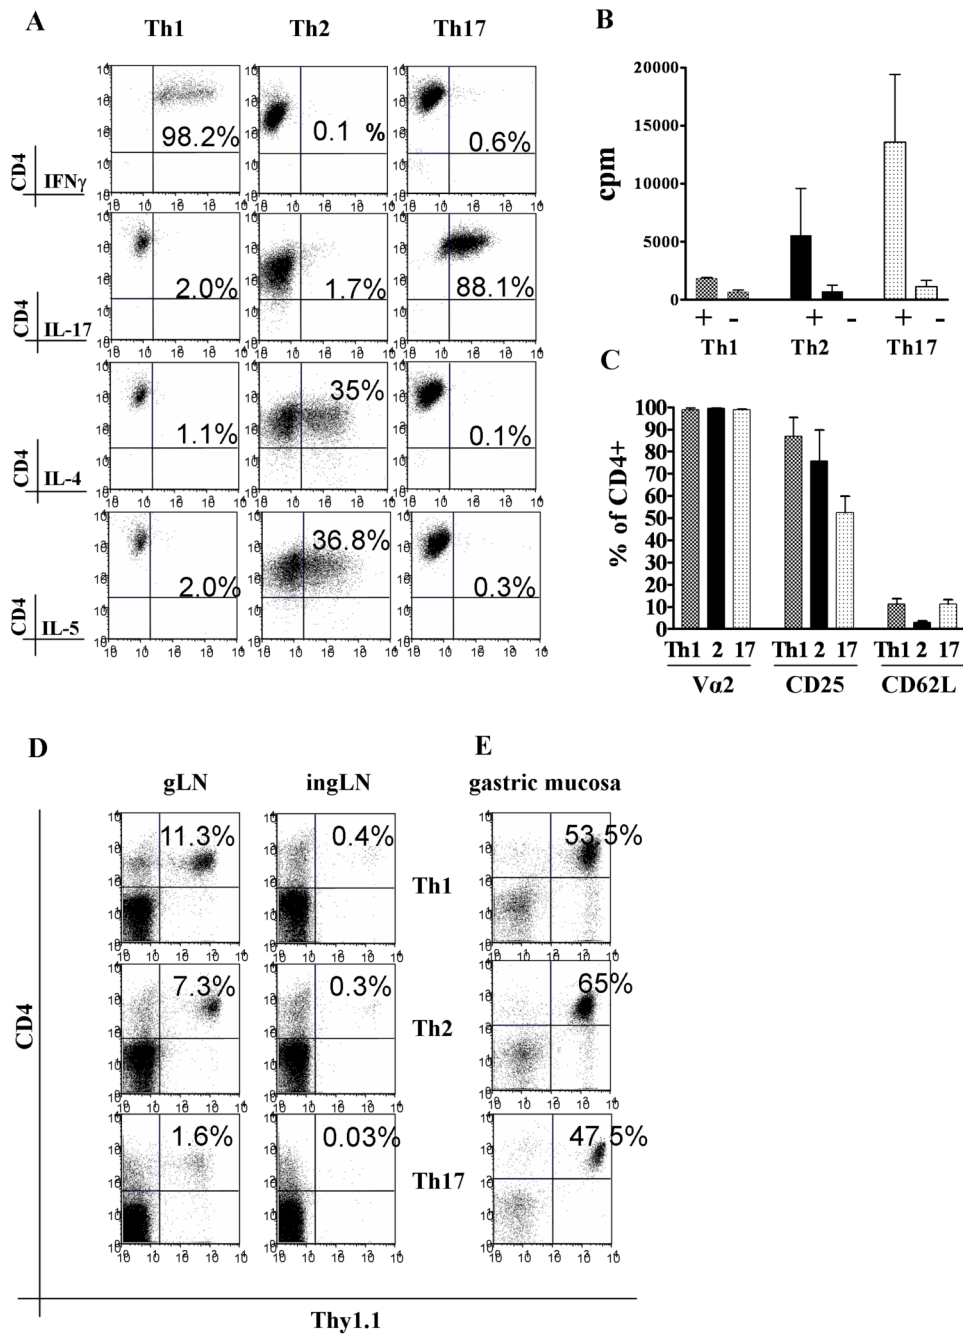 A
Th1 Th2 Th17
98.2% 0.1 % 0.6%
CD4
IFNγ
2.0% 1.7% 88.1%
CD4
IL-17
1.1% 35% 0.1%
CD4
IL-4
2.0% 36.8% 0.3%
CD4
IL-5
B
20000
15000
10000
5000
0
cpm
+ - + - + -
Th1 Th2 Th17
C
100
90
80
70
60
50
40
30
20
10
0
% of CD4+
Th1 2 17 Th1 2 17 Th1 2 17
Vα2 CD25 CD62L
D
gLN ingLN
11.3% 0.4%
7.3% 0.3%
1.6% 0.03%
CD4
E
gastric mucosa
Th1 53.5%
Th2 65%
Th17 47.5%
Thy1.1